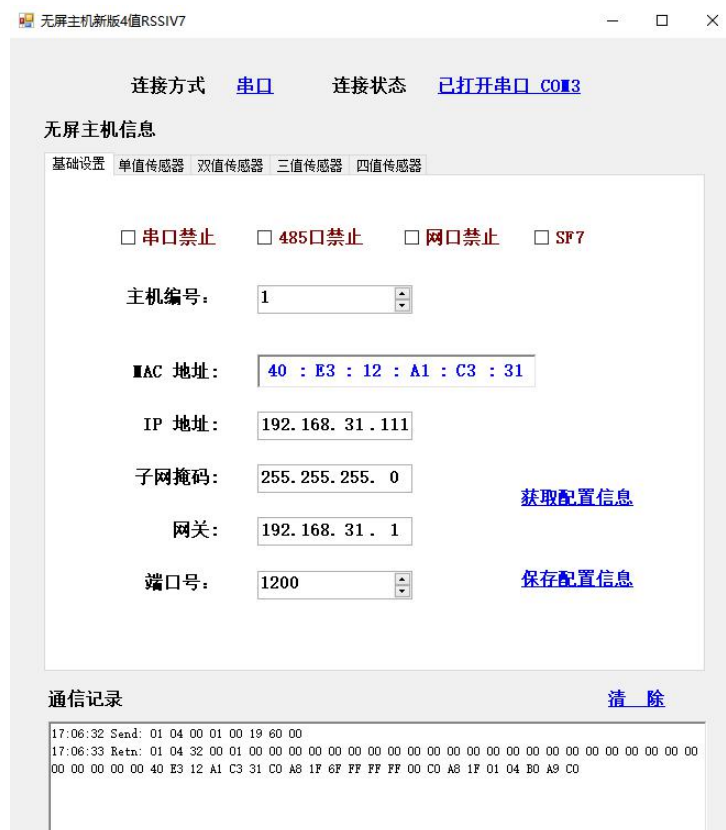 无屏主机新版4值RSSIV7
连接方式 串口 连接状态 已打开串口 COM3
无屏主机信息
基础设置 单值传感器 双值传感器 三值传感器 四值传感器
串口禁止 485口禁止 网口禁止 SF7
主机编号： 1
MAC 地址: 40 : E3 : 12 : A1 : C3 : 31
IP 地址: 192.168. 31 .111
子网掩码: 255.255.255. 0
获取配置信息
网关: 192.168. 31 . 1
端口号： 1200
保存配置信息
通信记录 清 除
17:06:32 Send: 01 04 00 01 00 19 60 00
17:06:33 Retn: 01 04 32 00 01 00 00 00 00 00 00 00 00 00 00 00 00 00 00 00 00 00 00 00 00 00 00 00
00 00 00 00 00 40 E3 12 A1 C3 31 C0 A8 1F 6F FF FF FF 00 C0 A8 1F 01 04 B0 A9 C0